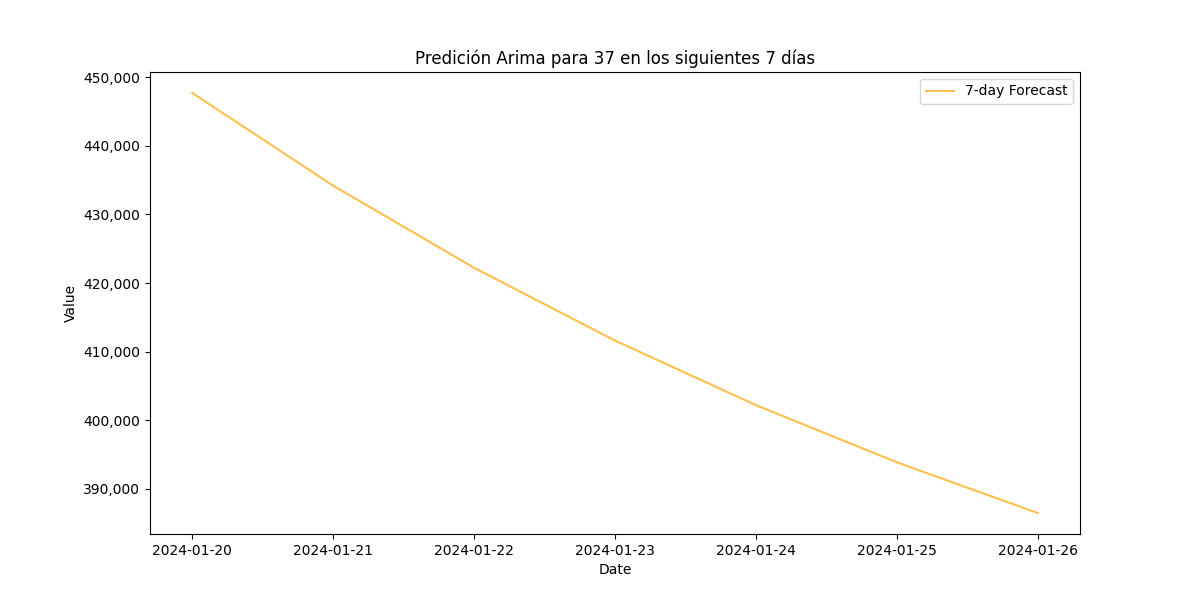 Predición Arima para 37 en los siguientes 7 días
7-day Forecast
450,000
440,000
430,000
420,000
410,000
400,000
390,000
Value
2024-01-20 2024-01-21 2024-01-22 2024-01-23 2024-01-24 2024-01-25 2024-01-26
Date